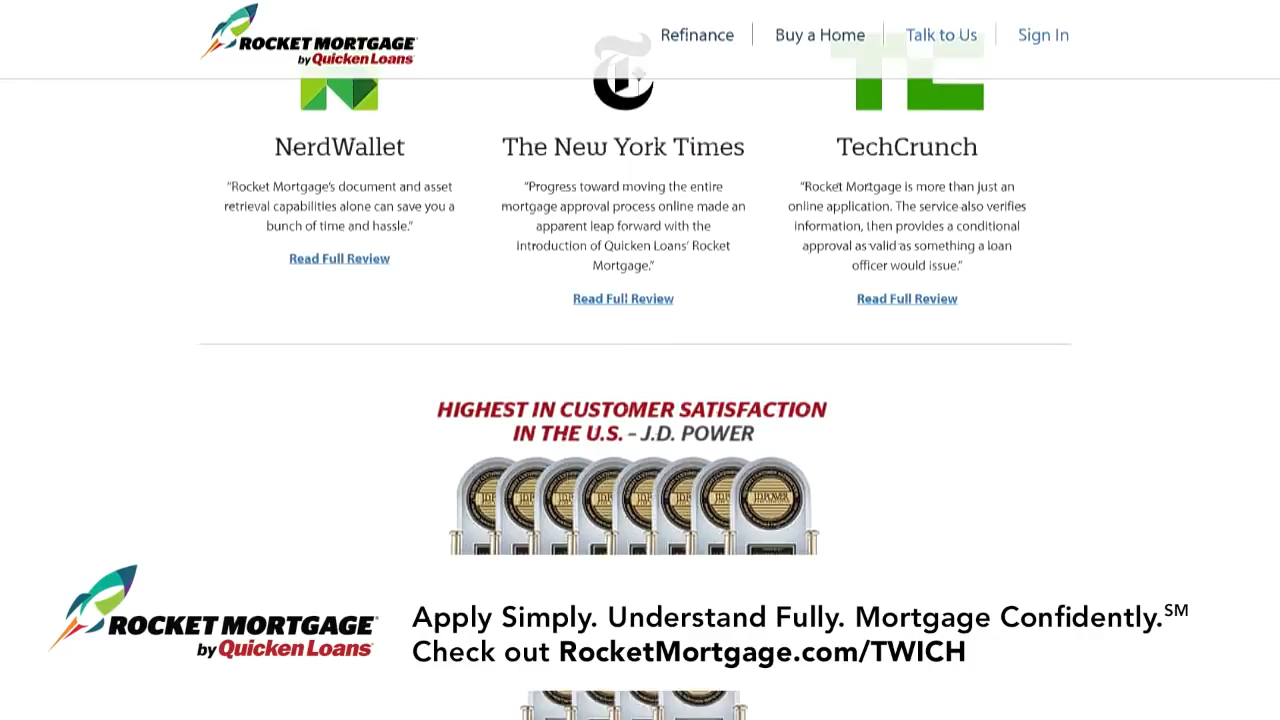 ROCKET MORTGAGE
by Quicken Loans
Refinance
Buy a Home
Talk to Us
Sign In
NerdWallet
"Rocket Mortgage's document and asset
retrieval capabilities alone can save you a
bunch of time and hassle."
Read Full Review
The New York Times
"Progress toward moving the entire
mortgage approval process online made an
apparent leap forward with the
introduction of Quicken Loans' Rocket
Mortgage."
Read Full Review
TechCrunch
"Rocket Mortgage is more than just an
online application. The service also verifies
information, then provides a conditional
approval as valid as something a loan
officer would issue."
Read Full Review
HIGHEST IN CUSTOMER SATISFACTION
IN THE U.S. – J.D. POWER
J.D. POWER
ROCKET MORTGAGE
by Quicken Loans
Apply Simply. Understand Fully. Mortgage Confidently.SM
Check out RocketMortgage.com/TWICH